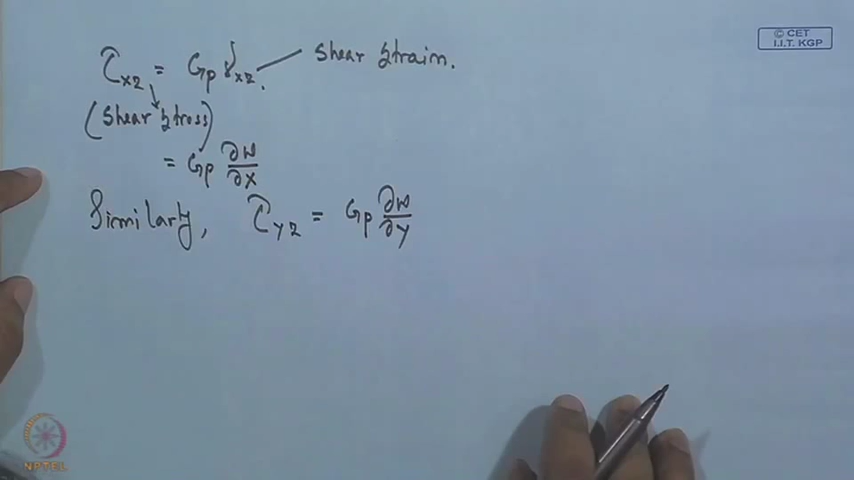 τxz = Gp γxz. Shear Strain.
(Shear Stress)
= Gp ∂w/∂x
Similarly, τyz = Gp ∂w/∂y
© CET
I.I.T. KGP
NPTEL